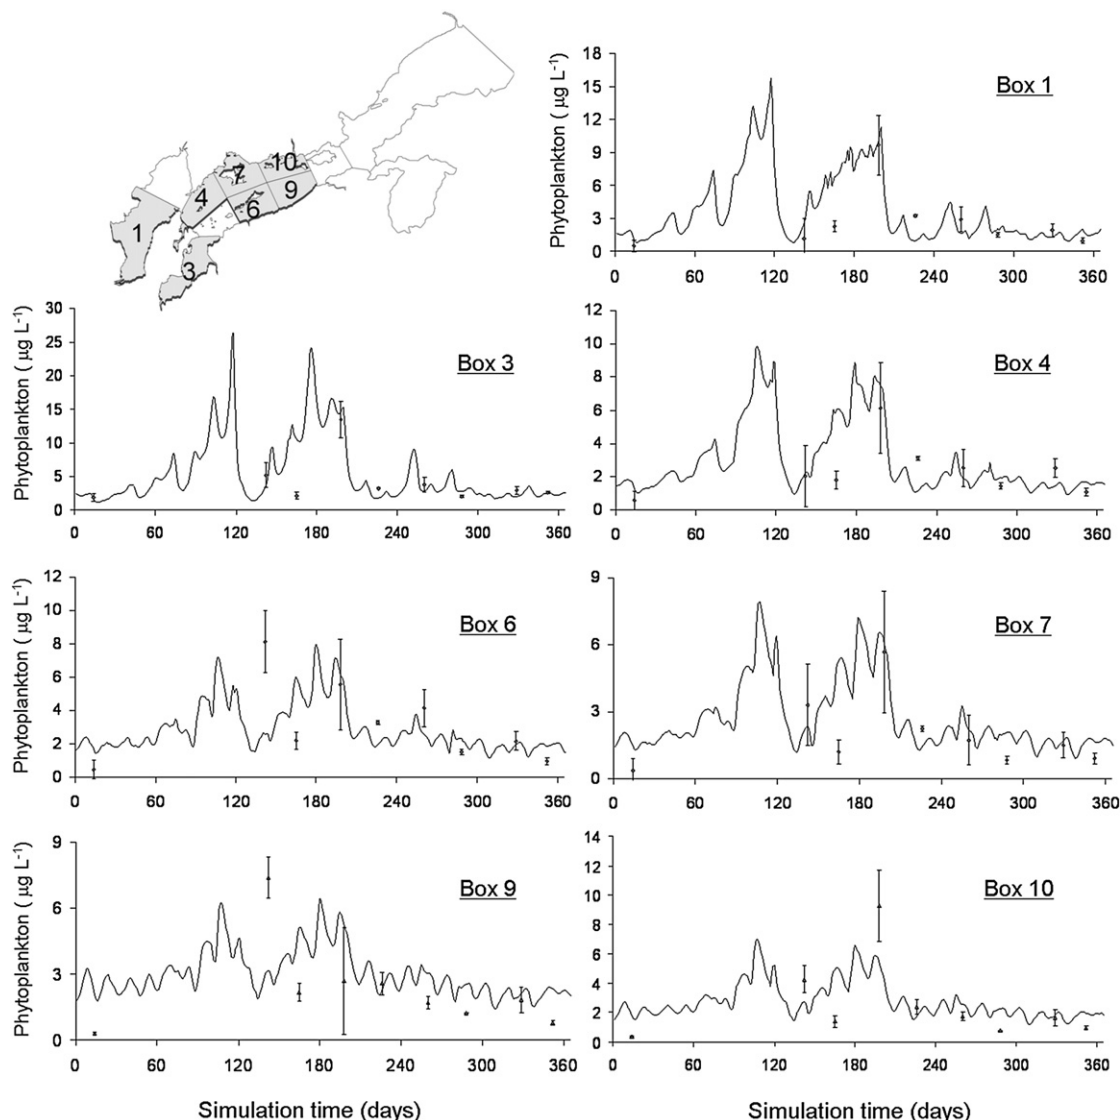 1
3
4
6
7
9
10
Phytoplankton ( µg L-1)
18
15
12
9
6
3
0
Box 1
0 60 120 180 240 300 360
Phytoplankton ( µg L-1)
30
25
20
15
10
5
0
Box 3
0 60 120 180 240 300 360
12
10
8
6
4
2
0
Box 4
0 60 120 180 240 300 360
Phytoplankton ( µg L-1)
12
10
8
6
4
2
0
Box 6
0 60 120 180 240 300 360
9
6
3
0
Box 7
0 60 120 180 240 300 360
Phytoplankton ( µg L-1)
9
6
3
0
Box 9
0 60 120 180 240 300 360
Simulation time (days)
14
12
10
8
6
4
2
0
Box 10
0 60 120 180 240 300 360
Simulation time (days)